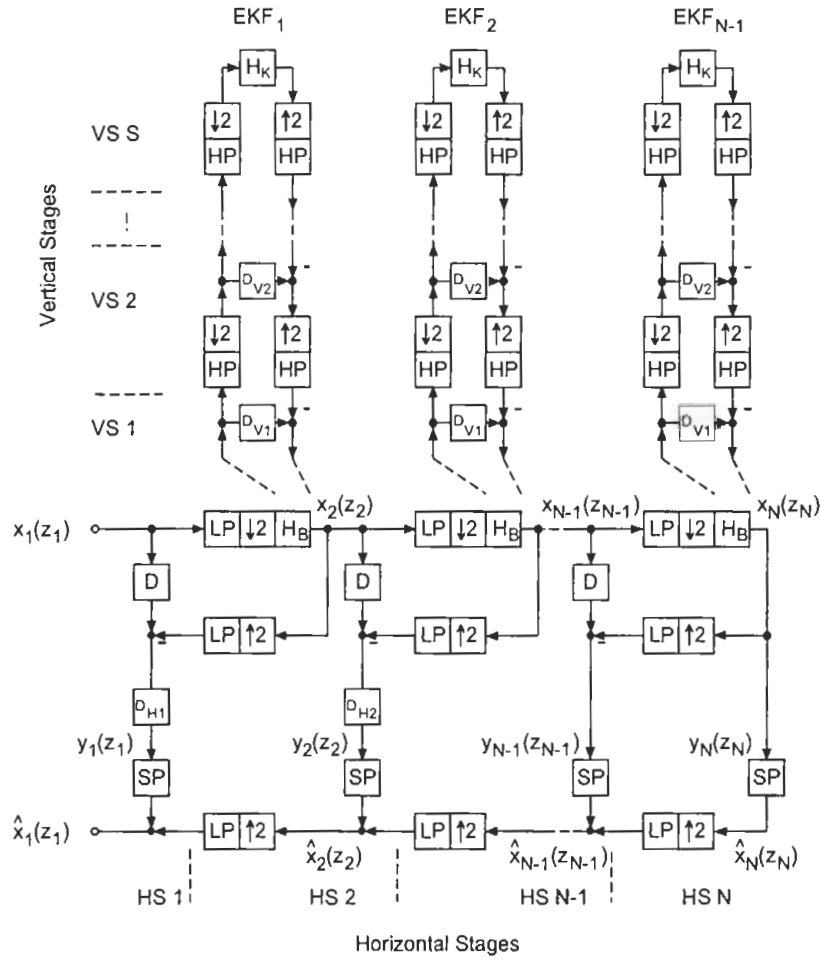 EKF1 EKF2 EKFN-1
HK HK HK
VS S ↓2 ↑2 ↓2 ↑2 ↓2 ↑2
HP HP HP HP HP HP
Vertical Stages
DV2 - DV2 - DV2 -
VS 2
↓2 ↑2 ↓2 ↑2 ↓2 ↑2
HP HP HP HP HP HP
VS 1 DV1 - DV1 - DV1 -
x2(z2) xN-1(zN-1) xN(zN)
x1(z1) LP ↓2 HB LP ↓2 HB LP ↓2 HB
D D D
- LP ↑2 - LP ↑2 - LP ↑2
DH1 DH2
y1(z1) y2(z2) yN-1(zN-1) yN(zN)
SP SP SP SP
x̂1(z1) LP ↑2 LP ↑2 LP ↑2
x̂2(z2) x̂N-1(zN-1) x̂N(zN)
HS 1 HS 2 HS N-1 HS N
Horizontal Stages